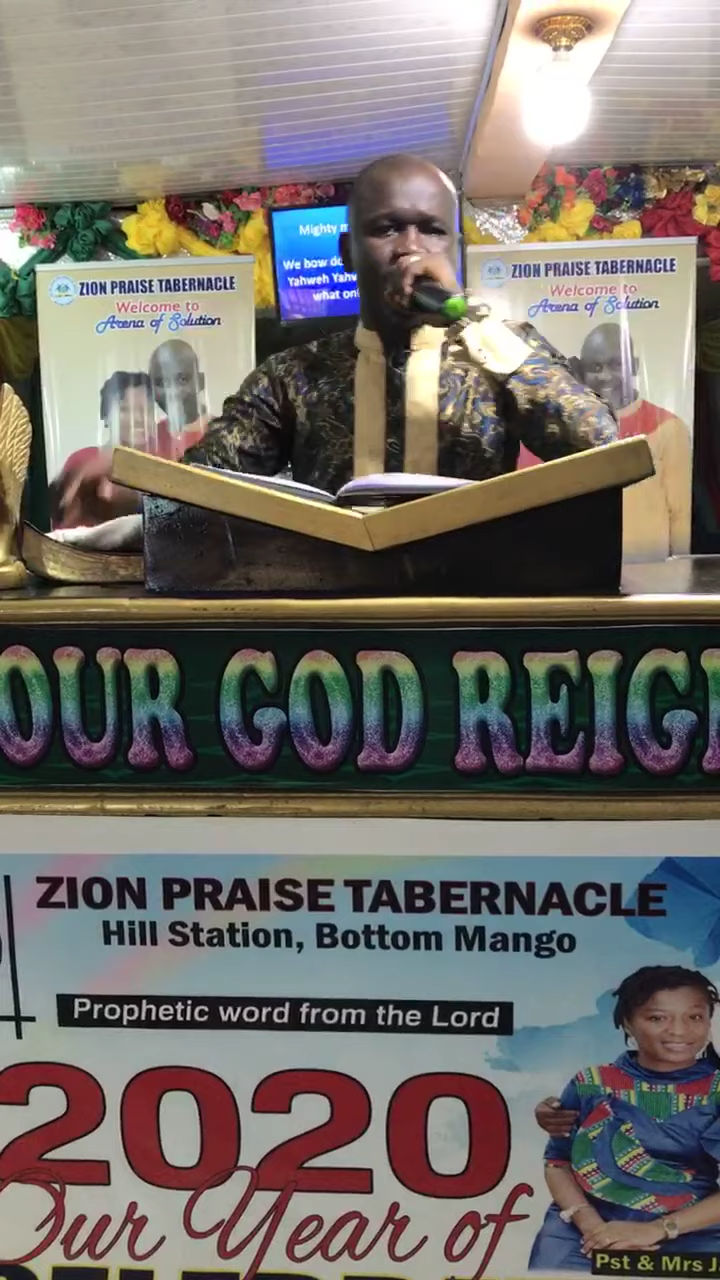 ZION PRAISE TABERNACLE
Welcome to
Arena of Solution
Mighty
We bow
Yahweh
what
ZION PRAISE TABERNACLE
Welcome to
Arena of Solution
OUR GOD REIG
ZION PRAISE TABERNACLE
Hill Station, Bottom Mango
Prophetic word from the Lord
2020
Our Year of
Pst & Mrs J